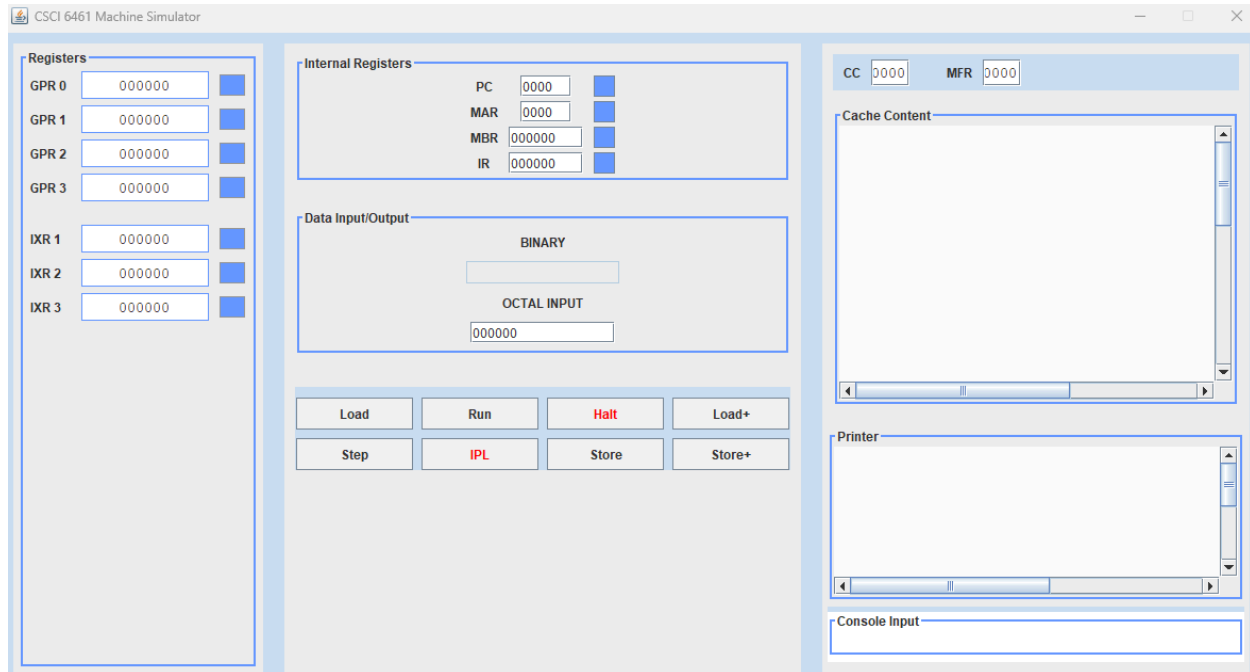 CSCI 6461 Machine Simulator
Registers
GPR 0 000000
GPR 1 000000
GPR 2 000000
GPR 3 000000
IXR 1 000000
IXR 2 000000
IXR 3 000000
Internal Registers
PC 0000
MAR 0000
MBR 000000
IR 000000
Data Input/Output
BINARY
OCTAL INPUT
000000
Load Run Halt Load+
Step IPL Store Store+
CC 0000 MFR 0000
Cache Content
Printer
Console Input